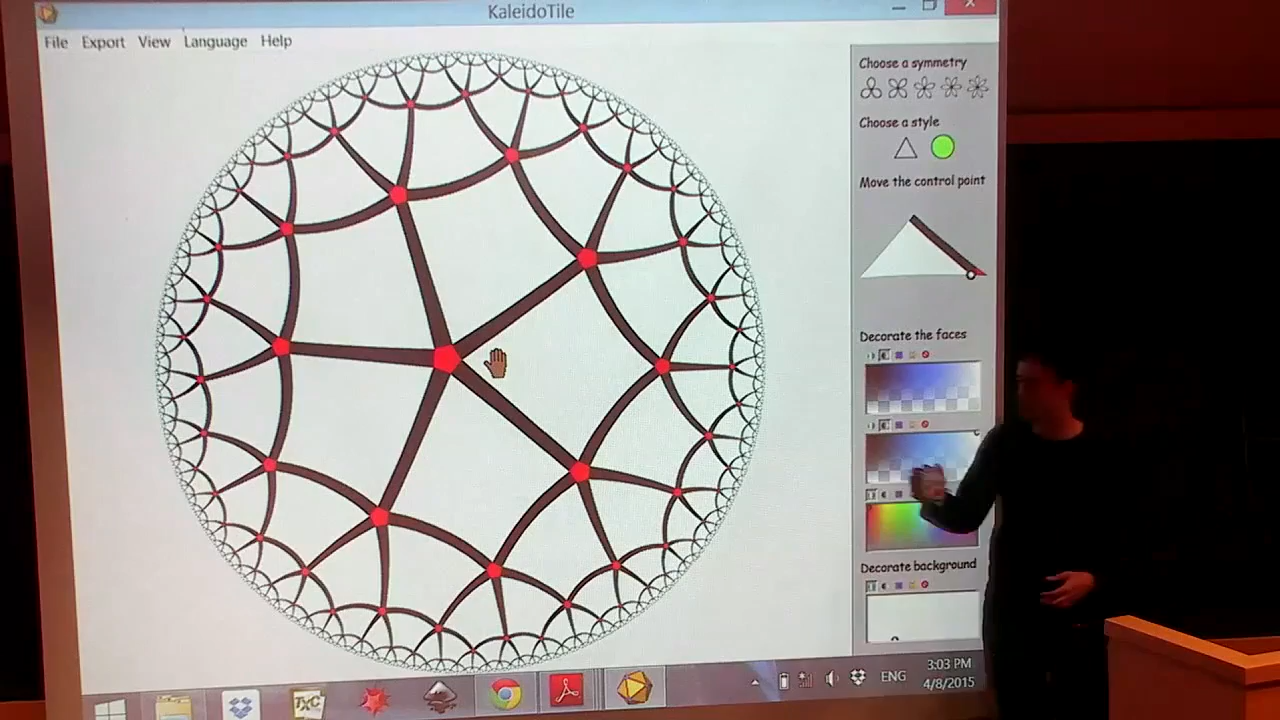 KaleidoTile
File Export View Language Help
Choose a symmetry
Choose a style
Move the control point
Decorate the faces
Decorate background
TXC
ENG
3:03 PM
4/8/2015